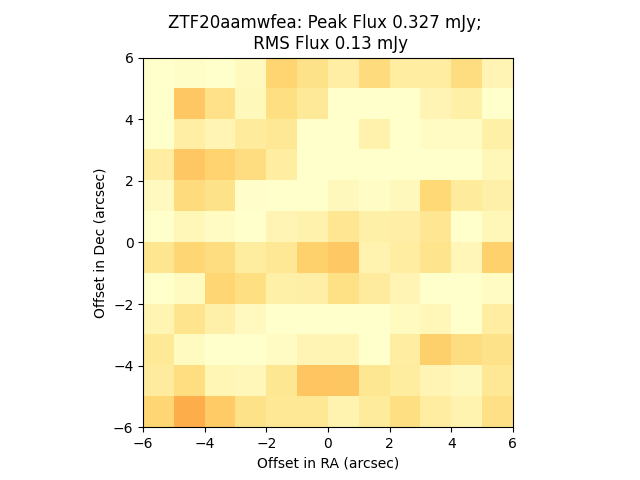 ZTF20aamwfea: Peak Flux 0.327 mJy;
RMS Flux 0.13 mJy
6
4
2
0
−2
−4
−6
Offset in Dec (arcsec)
−6 −4 −2 0 2 4 6
Offset in RA (arcsec)